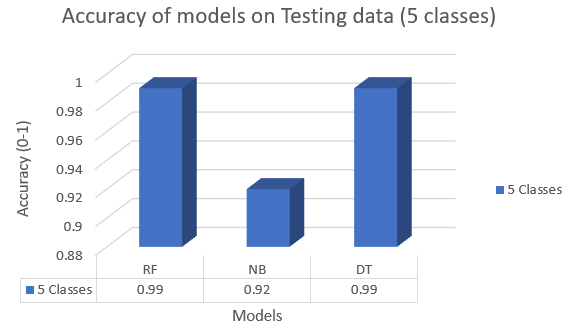 Accuracy of models on Testing data (5 classes)
Accuracy (0-1)
1
0.98
0.96
0.94
0.92
0.9
0.88
RF NB DT
5 Classes 0.99 0.92 0.99
Models
5 Classes